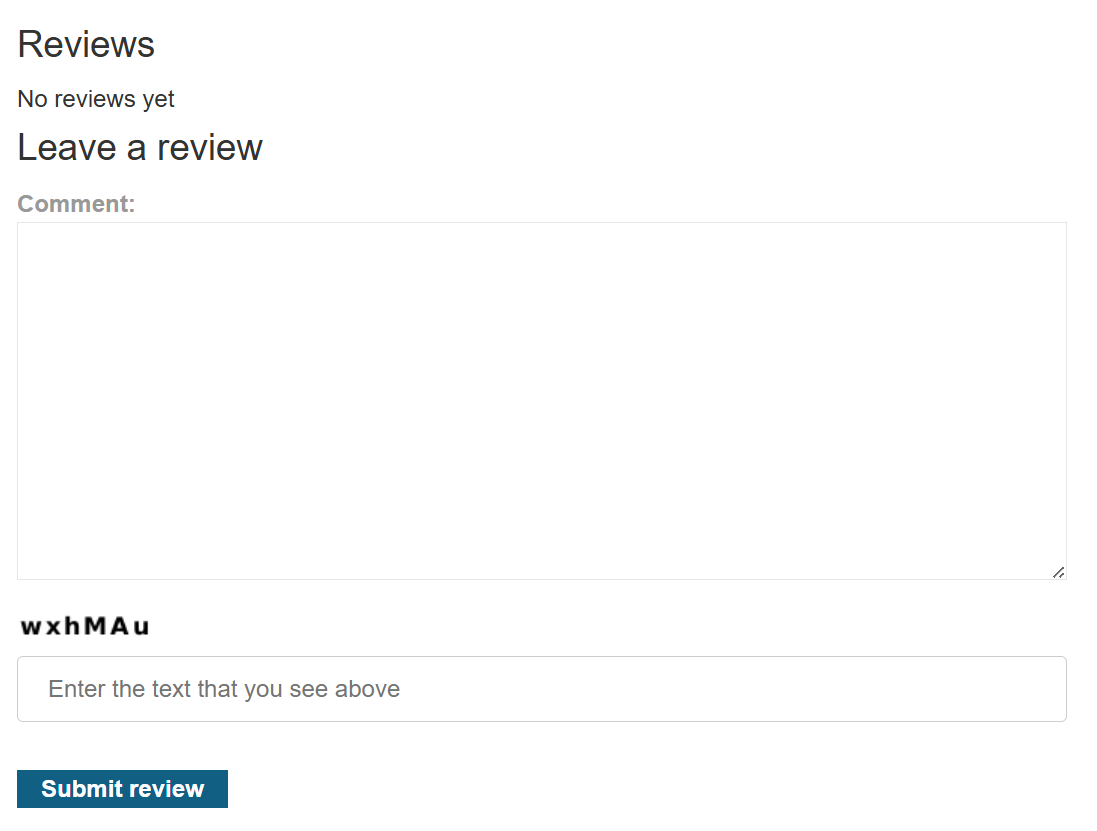 Reviews
No reviews yet
Leave a review
Comment:
wxhMAu
Enter the text that you see above
Submit review